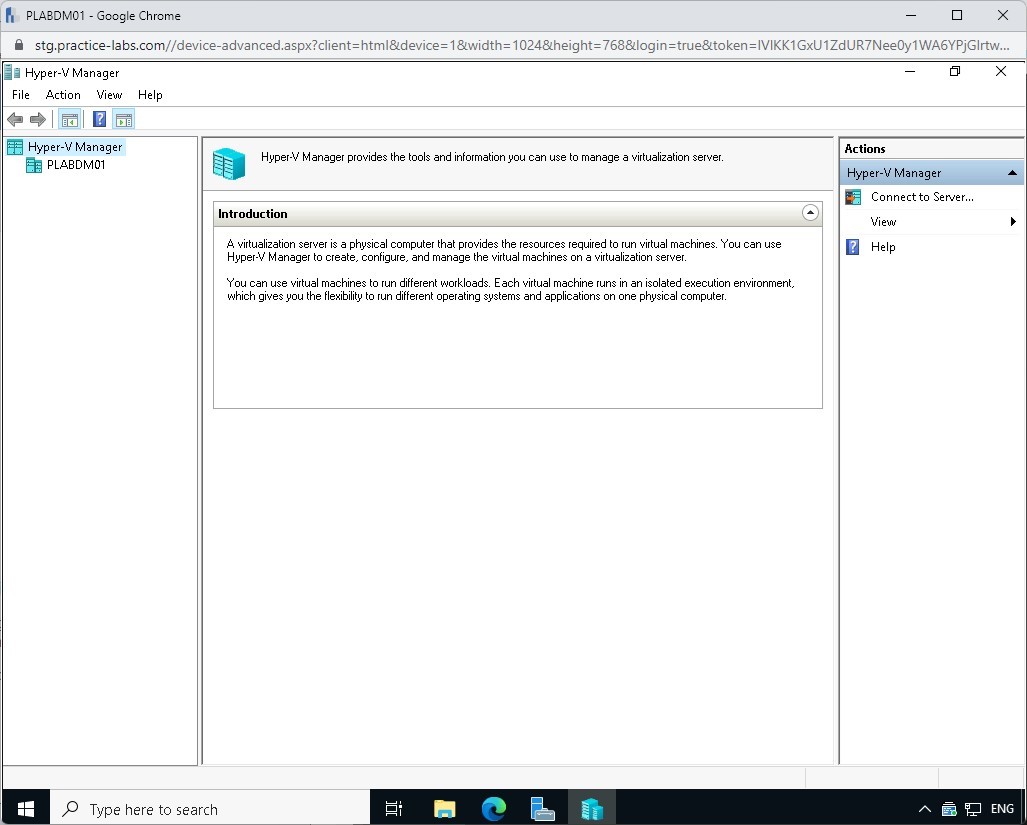 PLABDM01 - Google Chrome
stg.practice-labs.com//device-advanced.aspx?client=html&device=1&width=1024&height=768&login=true&token=
Hyper-V Manager
File Action View Help
Hyper-V Manager
PLABDM01
Hyper-V Manager provides the tools and information you can use to manage a virtualization server.
Introduction
A virtualization server is a physical computer that provides the resources required to run virtual machines. You can use
Hyper-V Manager to create, configure, and manage the virtual machines on a virtualization server.
You can use virtual machines to run different workloads. Each virtual machine runs in an isolated execution environment,
which gives you the flexibility to run different operating systems and applications on one physical computer.
Actions
Hyper-V Manager
Connect to Server...
View
Help
Type here to search
ENG